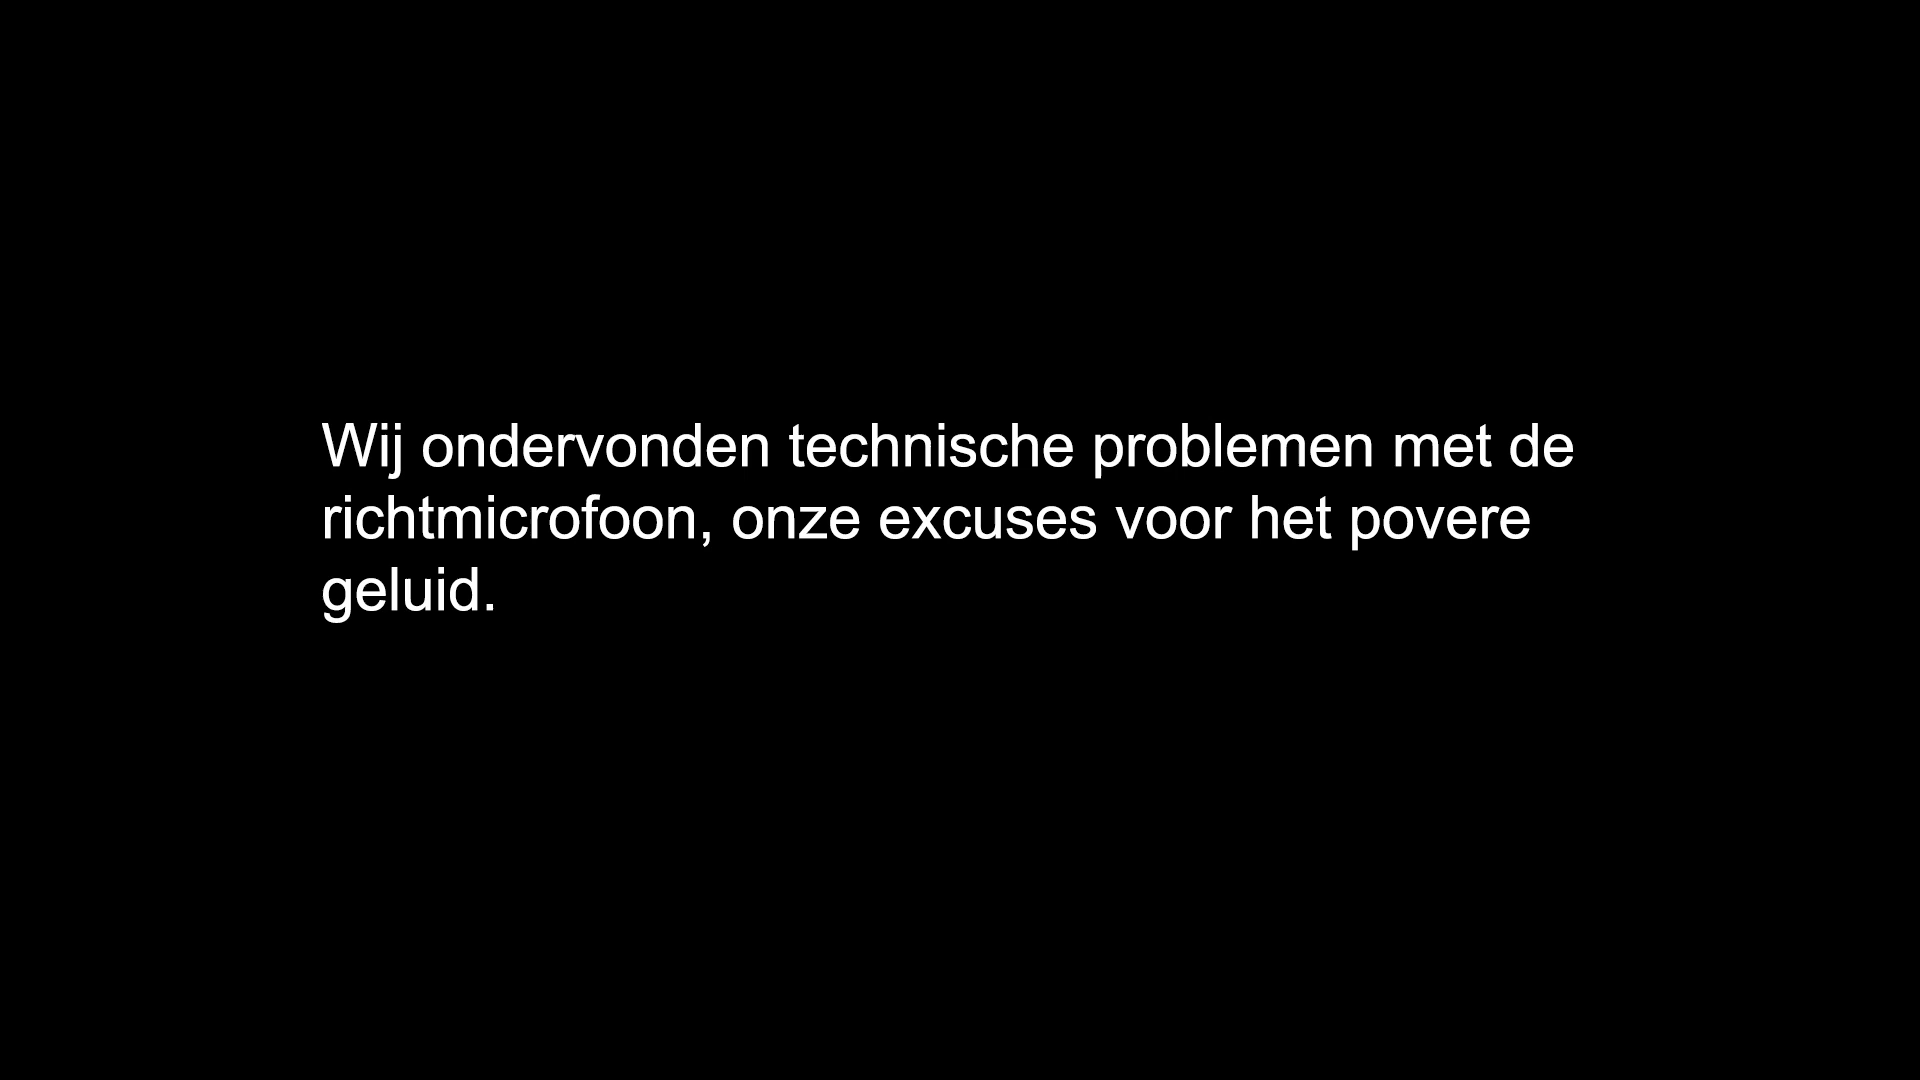 Wij ondervonden technische problemen met de
richtmicrofoon, onze excuses voor het povere
geluid.